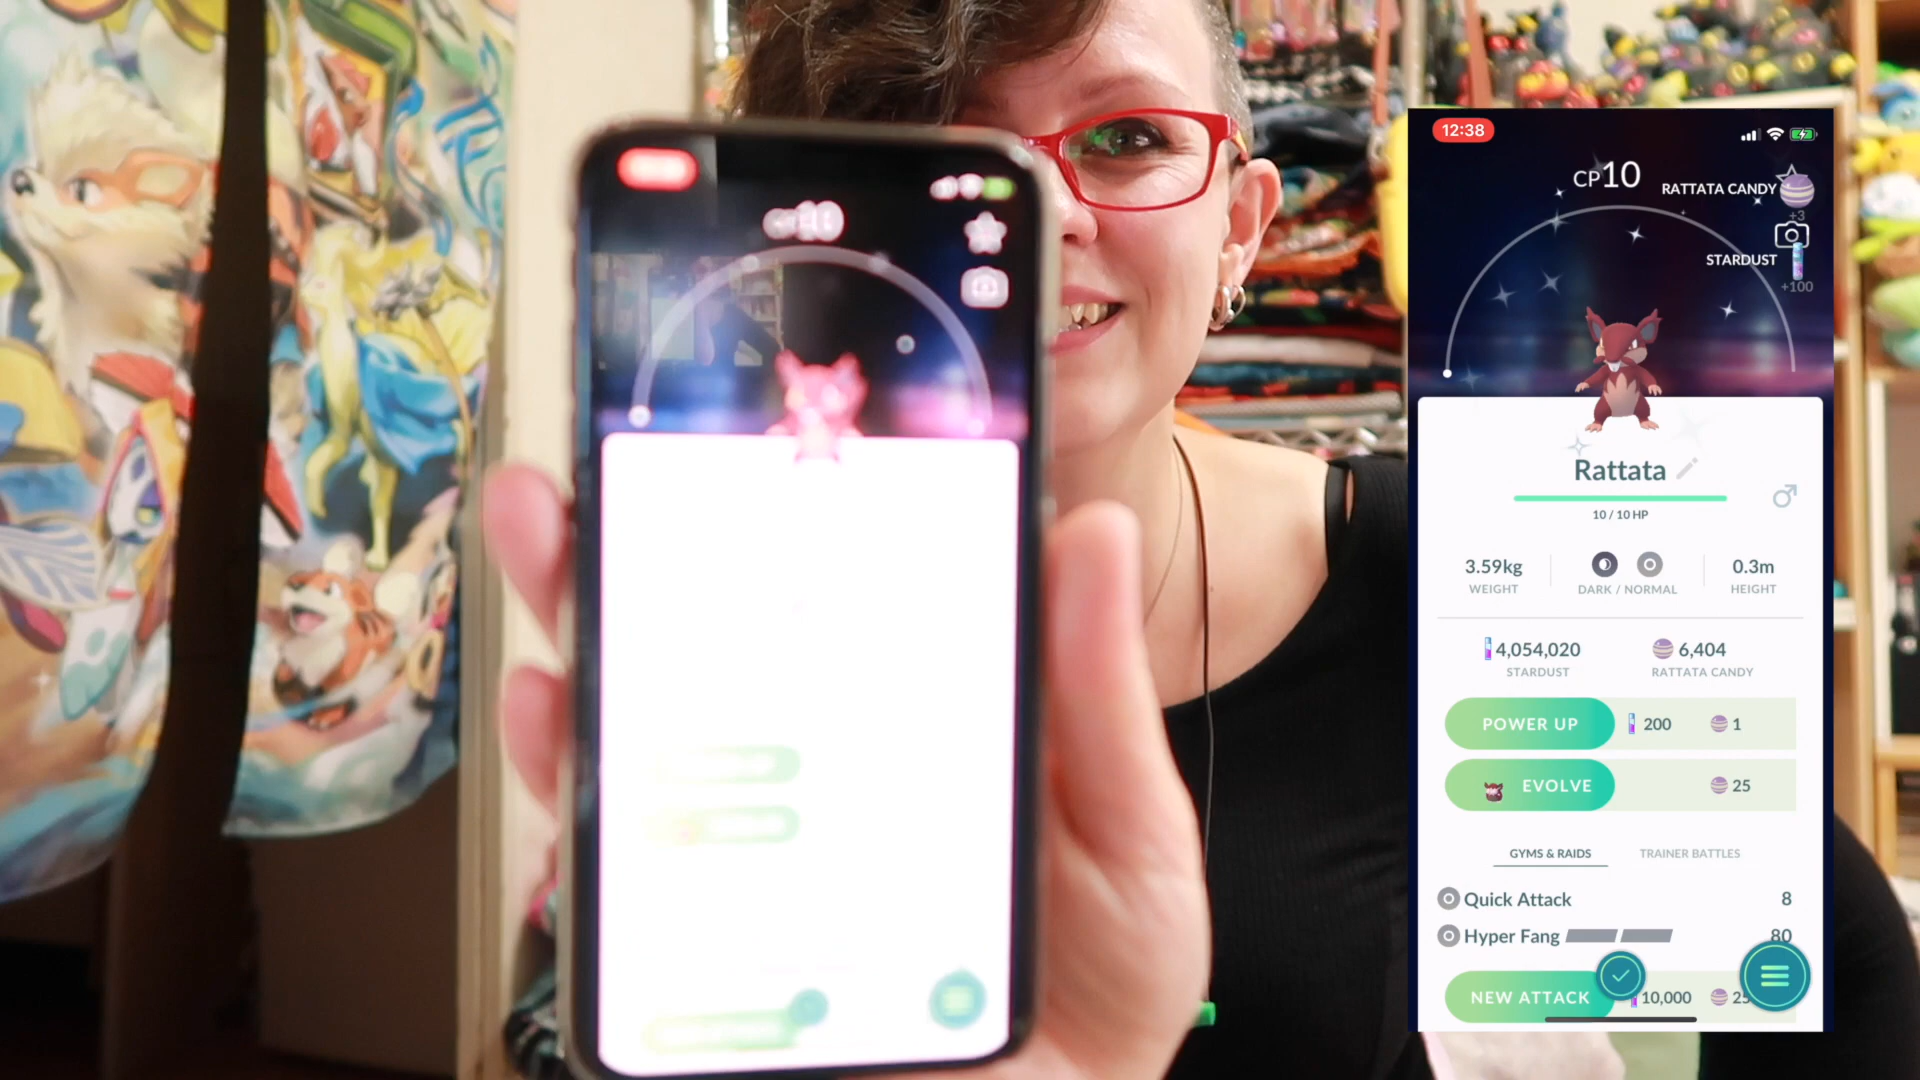 12:38
CP10
RATTATA CANDY
+3
STARDUST
+100
Rattata
10 / 10 HP
3.59kg
WEIGHT
DARK / NORMAL
0.3m
HEIGHT
4,054,020
STARDUST
6,404
RATTATA CANDY
POWER UP 200 1
EVOLVE 25
GYMS & RAIDS TRAINER BATTLES
Quick Attack 8
Hyper Fang 80
NEW ATTACK 10,000 25